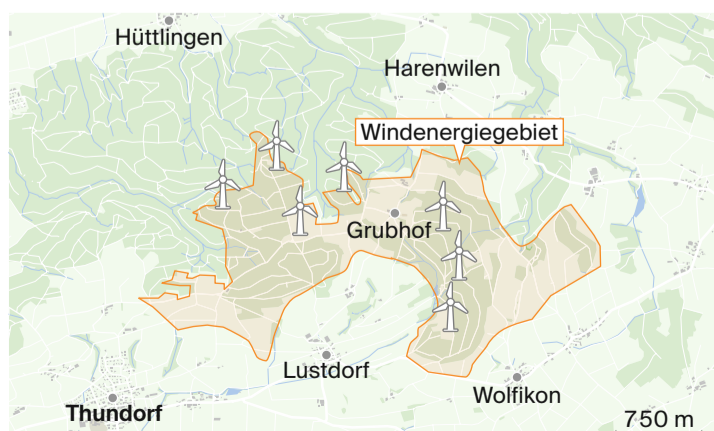 Hüttlingen
Harenwilen
Windenergiegebiet
Grubhof
Lustdorf
Wolfikon
Thundorf
750 m